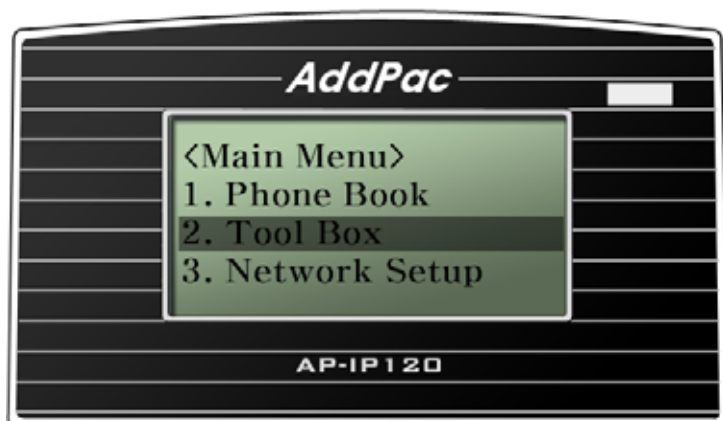 AddPac
<Main Menu>
1. Phone Book
2. Tool Box
3. Network Setup
AP-IP120